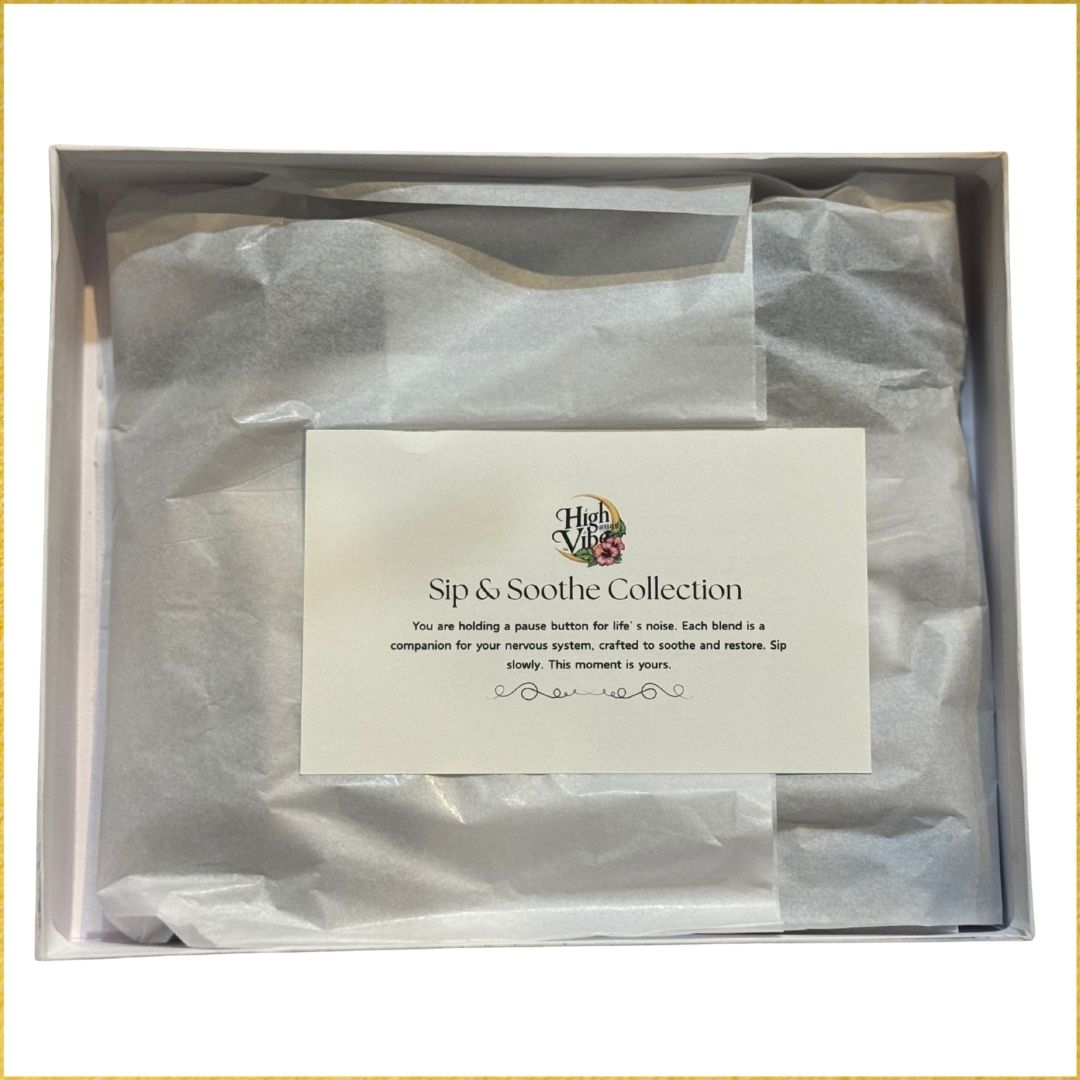 High
HERBALS
Vibe
Sip & Soothe Collection
You are holding a pause button for life's noise. Each blend is a
companion for your nervous system, crafted to soothe and restore. Sip
slowly. This moment is yours.